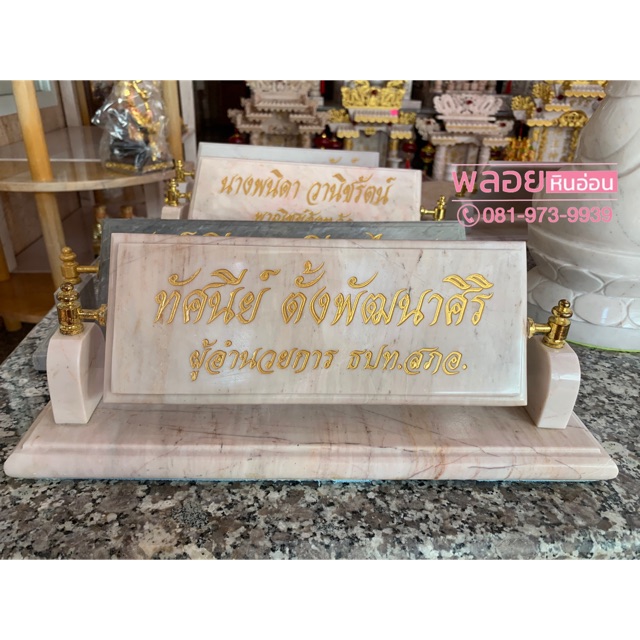 นางพนิดา วานิชรัตน์
พลอยหินอ่อน
081-973-9939
ทัศนีย์ ตั้งพัฒนาศิริ
ผู้อำนวยการ ธปท.สภอ.